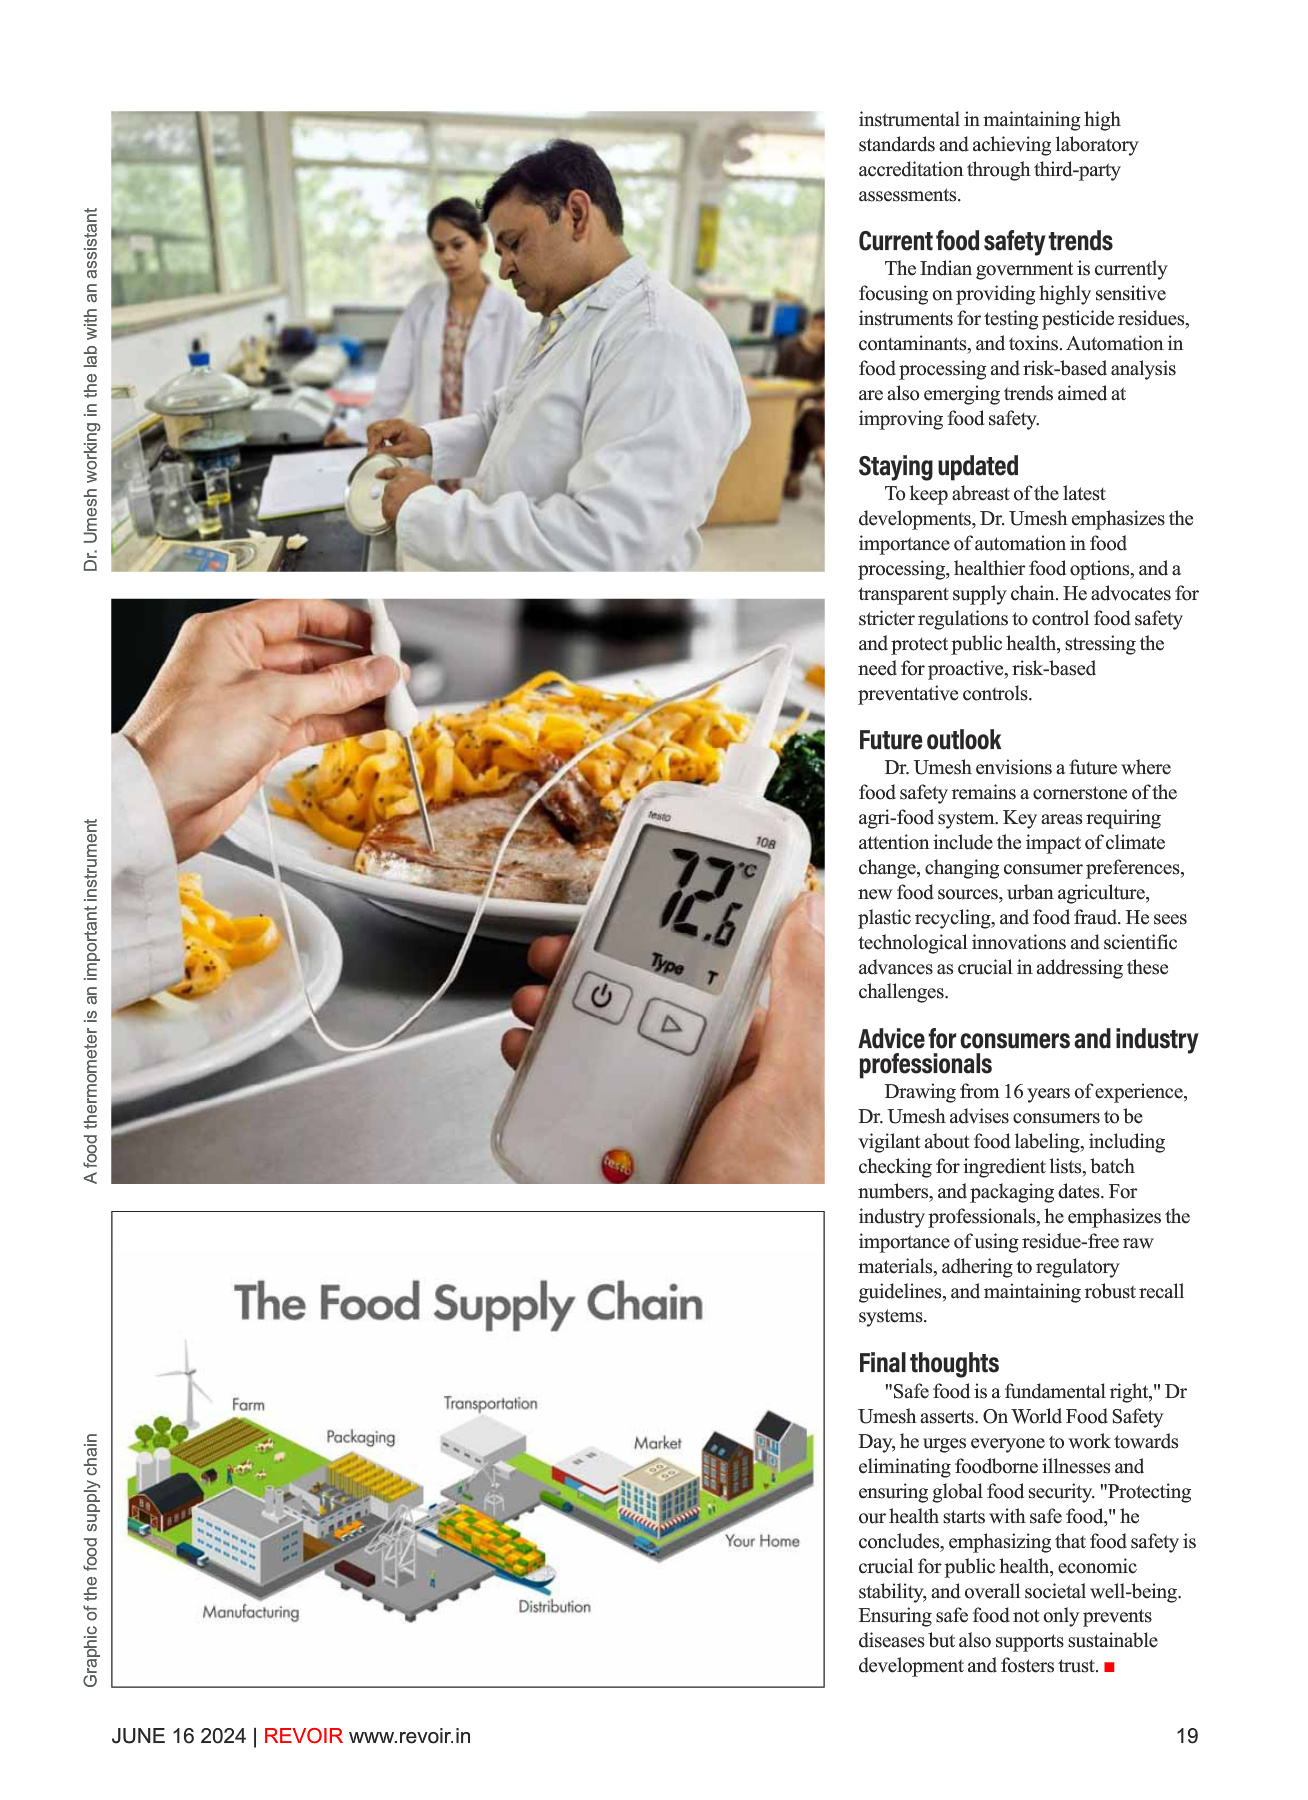 Dr. Umesh working in the lab with an assistant
A food thermometer is an important instrument
testo
108
72.6
°C
Type T
testo
Graphic of the food supply chain
The Food Supply Chain
Farm
Packaging
Transportation
Market
Your Home
Manufacturing
Distribution
instrumental in maintaining high
standards and achieving laboratory
accreditation through third-party
assessments.
Current food safety trends
The Indian government is currently
focusing on providing highly sensitive
instruments for testing pesticide residues,
contaminants, and toxins. Automation in
food processing and risk-based analysis
are also emerging trends aimed at
improving food safety.
Staying updated
To keep abreast of the latest
developments, Dr. Umesh emphasizes the
importance of automation in food
processing, healthier food options, and a
transparent supply chain. He advocates for
stricter regulations to control food safety
and protect public health, stressing the
need for proactive, risk-based
preventative controls.
Future outlook
Dr. Umesh envisions a future where
food safety remains a cornerstone of the
agri-food system. Key areas requiring
attention include the impact of climate
change, changing consumer preferences,
new food sources, urban agriculture,
plastic recycling, and food fraud. He sees
technological innovations and scientific
advances as crucial in addressing these
challenges.
Advice for consumers and industry
professionals
Drawing from 16 years of experience,
Dr. Umesh advises consumers to be
vigilant about food labeling, including
checking for ingredient lists, batch
numbers, and packaging dates. For
industry professionals, he emphasizes the
importance of using residue-free raw
materials, adhering to regulatory
guidelines, and maintaining robust recall
systems.
Final thoughts
"Safe food is a fundamental right," Dr
Umesh asserts. On World Food Safety
Day, he urges everyone to work towards
eliminating foodborne illnesses and
ensuring global food security. "Protecting
our health starts with safe food," he
concludes, emphasizing that food safety is
crucial for public health, economic
stability, and overall societal well-being.
Ensuring safe food not only prevents
diseases but also supports sustainable
development and fosters trust.
JUNE 16 2024 | REVOIR www.revoir.in
19